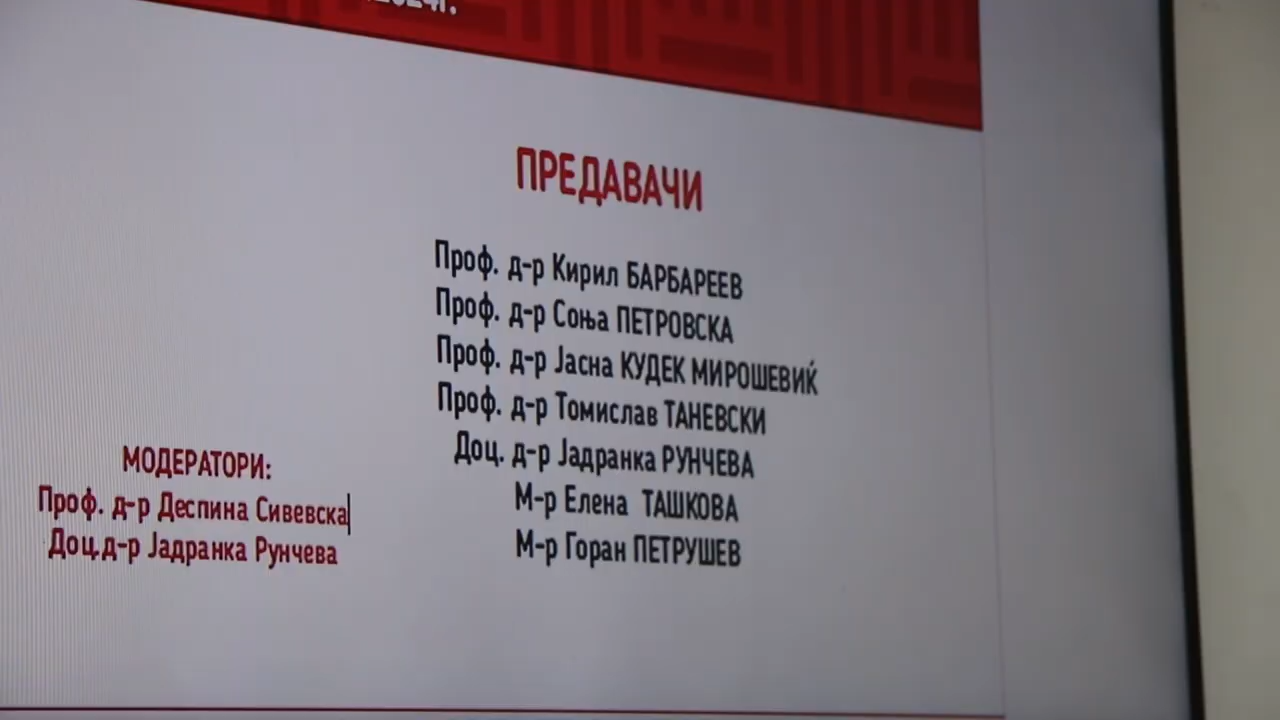 ПРЕДАВАЧИ
Проф. д-р Кирил БАРБАРЕЕВ
Проф. д-р Соња ПЕТРОВСКА
Проф. д-р Јасна КУДЕК МИРОШЕВИЌ
Проф. д-р Томислав ТАНЕВСКИ
Доц. д-р Јадранка РУНЧЕВА
М-р Елена ТАШКОВА
М-р Горан ПЕТРУШЕВ
МОДЕРАТОРИ:
Проф. д-р Деспина Сивевска
Доц.д-р Јадранка Рунчева